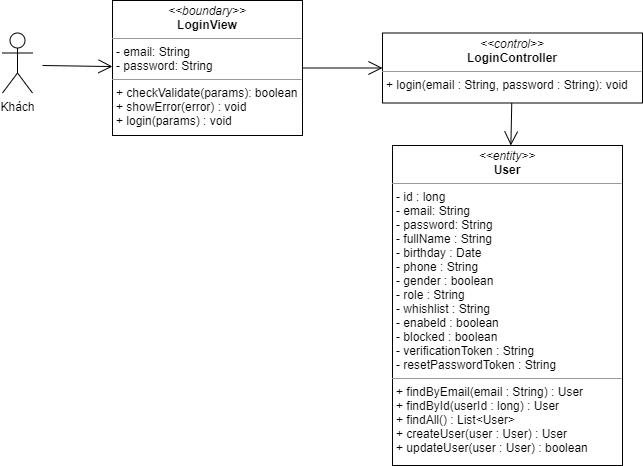 <<boundary>>
LoginView
- email: String
- password: String
+ checkValidate(params): boolean
+ showError(error) : void
+ login(params) : void
Khách
<<control>>
LoginController
+ login(email : String, password : String): void
<<entity>>
User
- id : long
- email: String
- password: String
- fullName : String
- birthday : Date
- phone : String
- gender : boolean
- role : String
- whishlist : String
- enabeld : boolean
- blocked : boolean
- verificationToken : String
- resetPasswordToken : String
+ findByEmail(email : String) : User
+ findById(userId : long) : User
+ findAll() : List<User>
+ createUser(user : User) : User
+ updateUser(user : User) : boolean